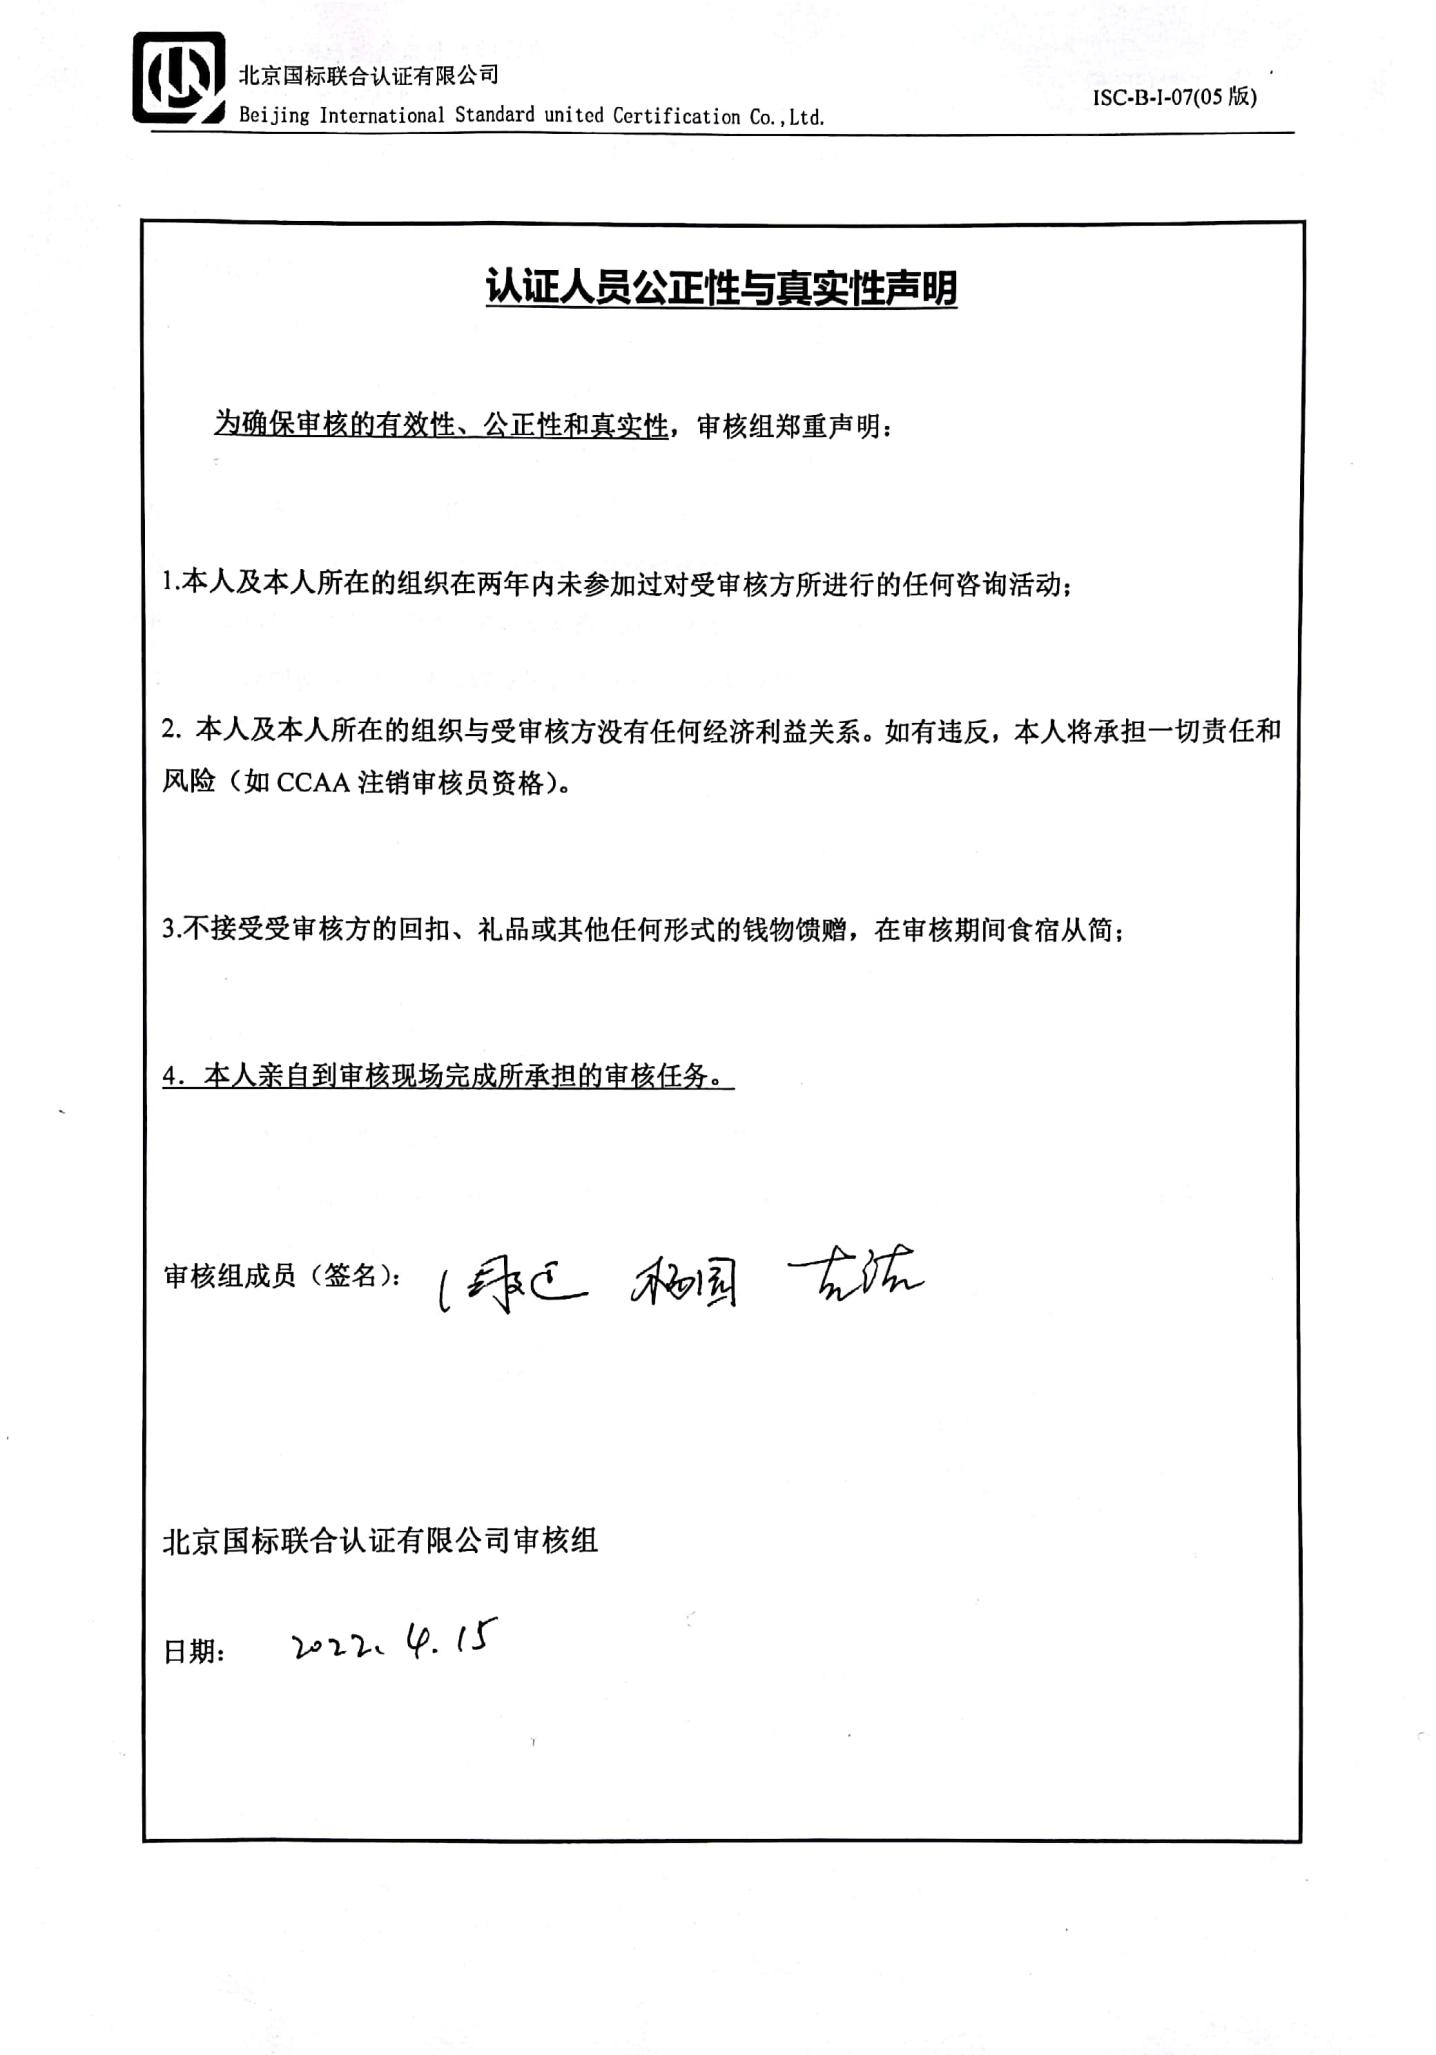 北京国标联合认证有限公司
Beijing International Standard united Certification Co.,Ltd.
ISC-B-I-07(05 版)
认证人员公正性与真实性声明
为确保审核的有效性、公正性和真实性，审核组郑重声明：
1.本人及本人所在的组织在两年内未参加过对受审核方所进行的任何咨询活动；
2. 本人及本人所在的组织与受审核方没有任何经济利益关系。如有违反，本人将承担一切责任和
风险（如 CCAA 注销审核员资格）。
3.不接受受审核方的回扣、礼品或其他任何形式的钱物馈赠，在审核期间食宿从简；
4. 本人亲自到审核现场完成所承担的审核任务。
审核组成员（签名）： 杨园
北京国标联合认证有限公司审核组
日期： 2022.4.15